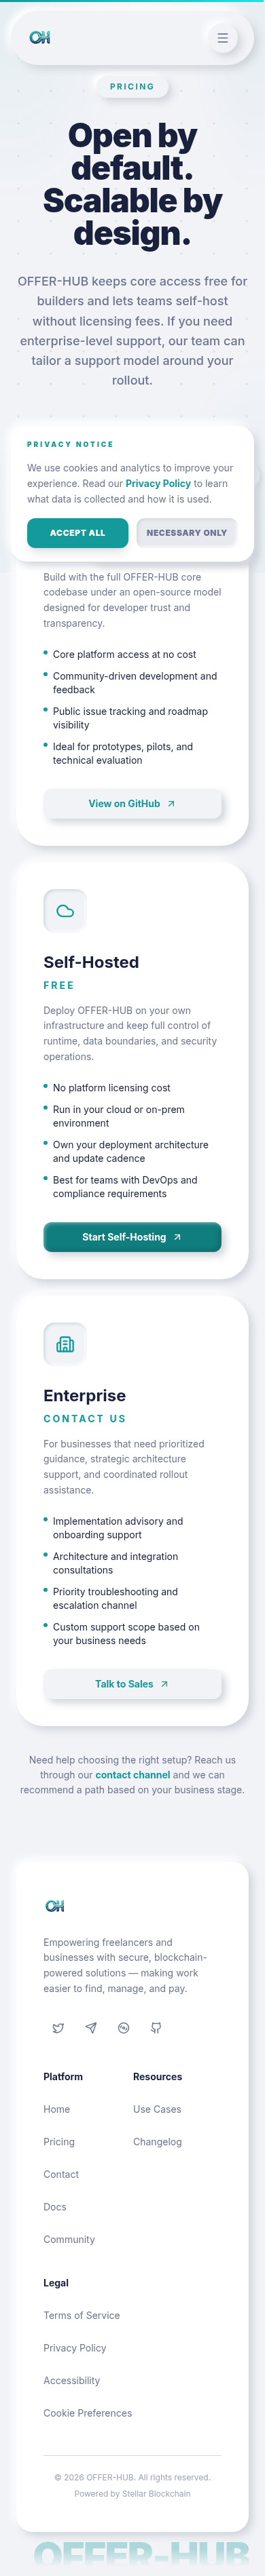 OH
PRICING
Open by
default.
Scalable by
design.
OFFER-HUB keeps core access free for
builders and lets teams self-host
without licensing fees. If you need
enterprise-level support, our team can
tailor a support model around your
rollout.
PRIVACY NOTICE
We use cookies and analytics to improve your
experience. Read our Privacy Policy to learn
what data is collected and how it is used.
ACCEPT ALL
NECESSARY ONLY
Build with the full OFFER-HUB core
codebase under an open-source model
designed for developer trust and
transparency.
Core platform access at no cost
Community-driven development and
feedback
Public issue tracking and roadmap
visibility
Ideal for prototypes, pilots, and
technical evaluation
View on GitHub
Self-Hosted
FREE
Deploy OFFER-HUB on your own
infrastructure and keep full control of
runtime, data boundaries, and security
operations.
No platform licensing cost
Run in your cloud or on-prem
environment
Own your deployment architecture
and update cadence
Best for teams with DevOps and
compliance requirements
Start Self-Hosting
Enterprise
CONTACT US
For businesses that need prioritized
guidance, strategic architecture
support, and coordinated rollout
assistance.
Implementation advisory and
onboarding support
Architecture and integration
consultations
Priority troubleshooting and
escalation channel
Custom support scope based on
your business needs
Talk to Sales
Need help choosing the right setup? Reach us
through our contact channel and we can
recommend a path based on your business stage.
OH
Empowering freelancers and
businesses with secure, blockchain-
powered solutions — making work
easier to find, manage, and pay.
Platform
Home
Pricing
Contact
Docs
Community
Resources
Use Cases
Changelog
Legal
Terms of Service
Privacy Policy
Accessibility
Cookie Preferences
© 2026 OFFER-HUB. All rights reserved.
Powered by Stellar Blockchain
OFFER-HUB